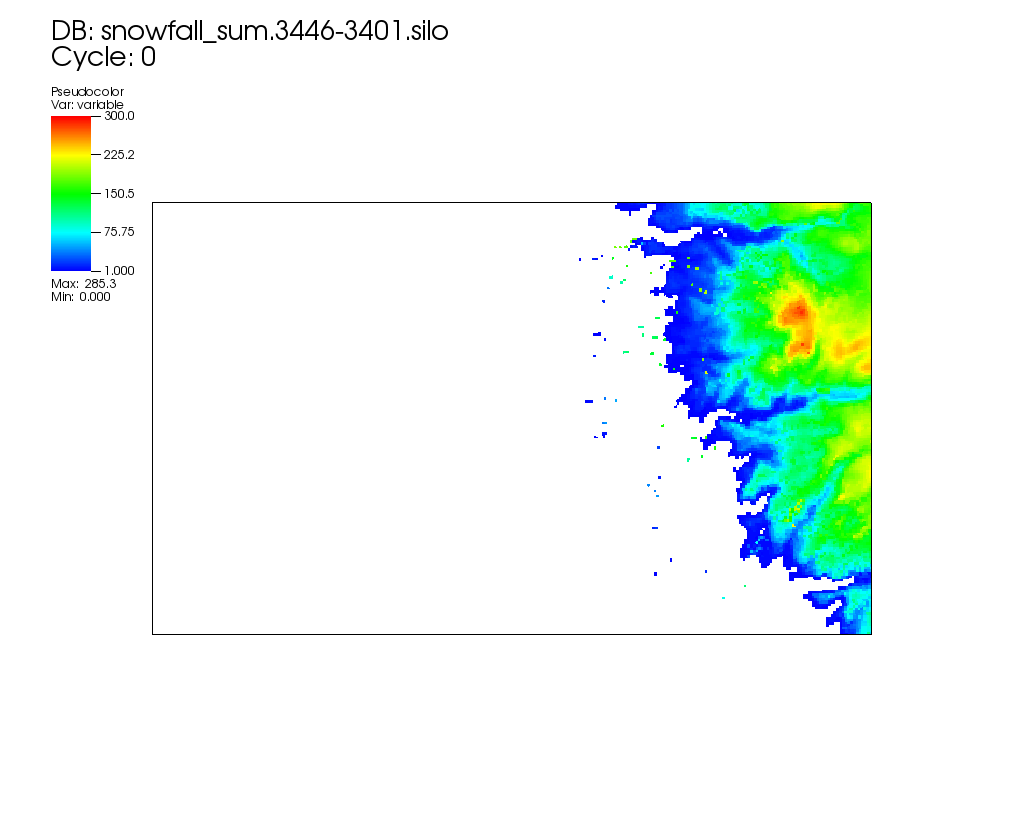 DB: snowfall_sum.3446-3401.silo
Cycle: 0
Pseudocolor
Var: variable
300.0
225.2
150.5
75.75
1.000
Max: 285.3
Min: 0.000